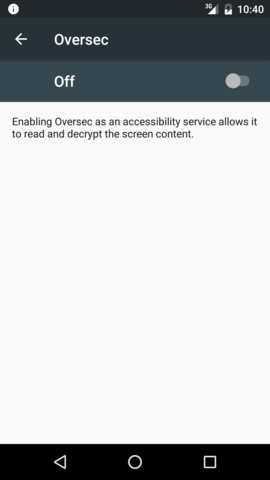 3G 10:40
Oversec
Off
Enabling Oversec as an accessibility service allows it
to read and decrypt the screen content.